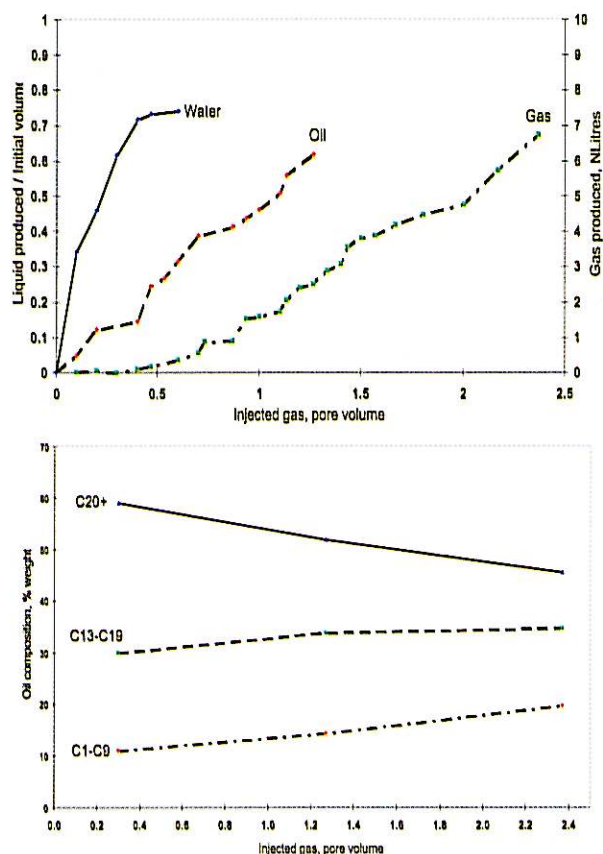 1 0.9 0.8 0.7 0.6 0.5 0.4 0.3 0.2 0.1 0
Liquid produced / Initial volume
Water
Oil
Gas
10 9 8 7 6 5 4 3 2 1 0
Gas produced, NLitres
0 0.5 1 1.5 2 2.5
Injected gas, pore volume
70 60 50 40 30 20 10 0
Oil composition, % weight
C20+
C13-C19
C1-C9
0.0 0.2 0.4 0.6 0.8 1.0 1.2 1.4 1.6 1.8 2.0 2.2 2.4
Injected gas, pore volume